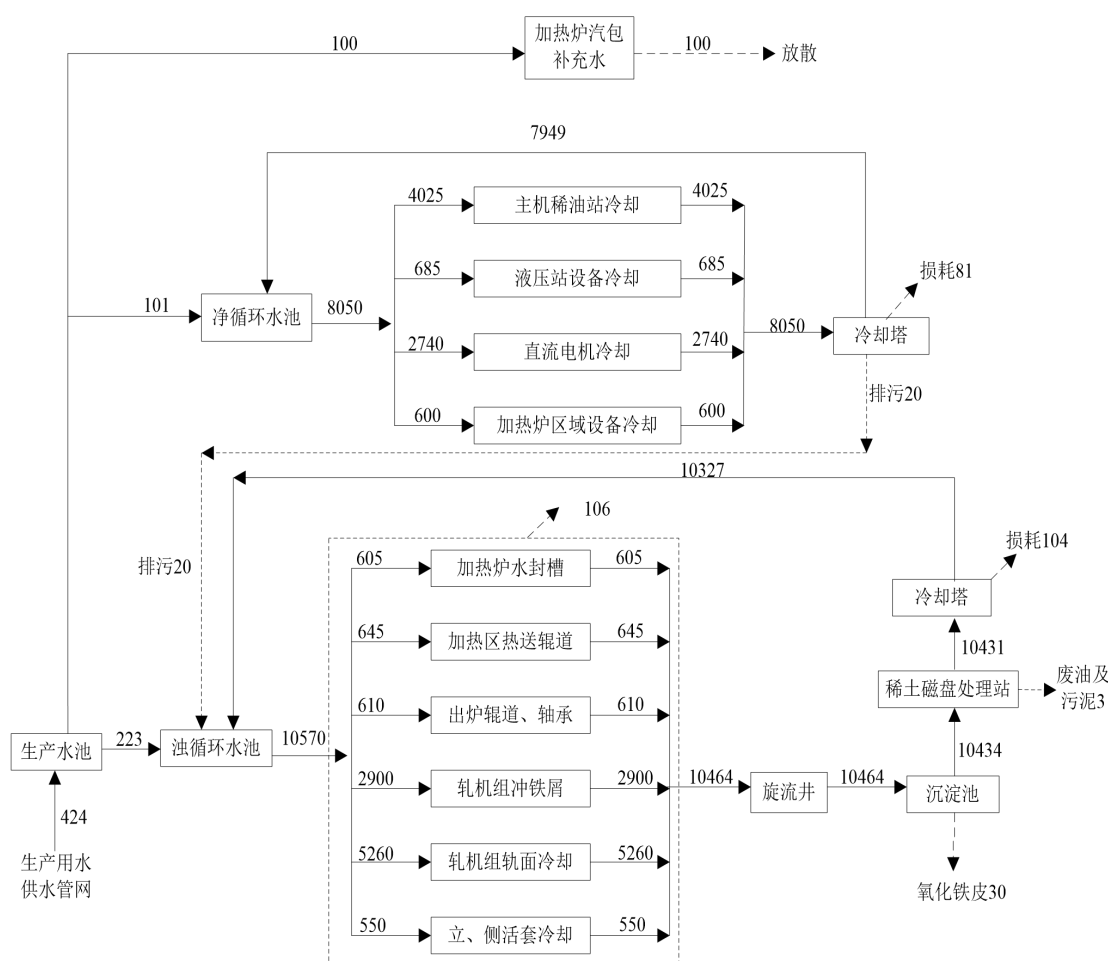 100
加热炉汽包
补充水
100
放散
7949
4025
主机稀油站冷却
4025
685
液压站设备冷却
685
损耗81
101
净循环水池
8050
2740
直流电机冷却
2740
8050
冷却塔
排污20
600
加热炉区域设备冷却
600
10327
106
排污20
605
加热炉水封槽
605
损耗104
冷却塔
645
加热区热送辊道
645
10431
稀土磁盘处理站
废油及
污泥3
610
出炉辊道、轴承
610
生产水池
223
浊循环水池
10570
10434
2900
轧机组冲铁屑
2900
10464
旋流井
10464
沉淀池
424
生产用水
供水管网
5260
轧机组轨面冷却
5260
氧化铁皮30
550
立、侧活套冷却
550